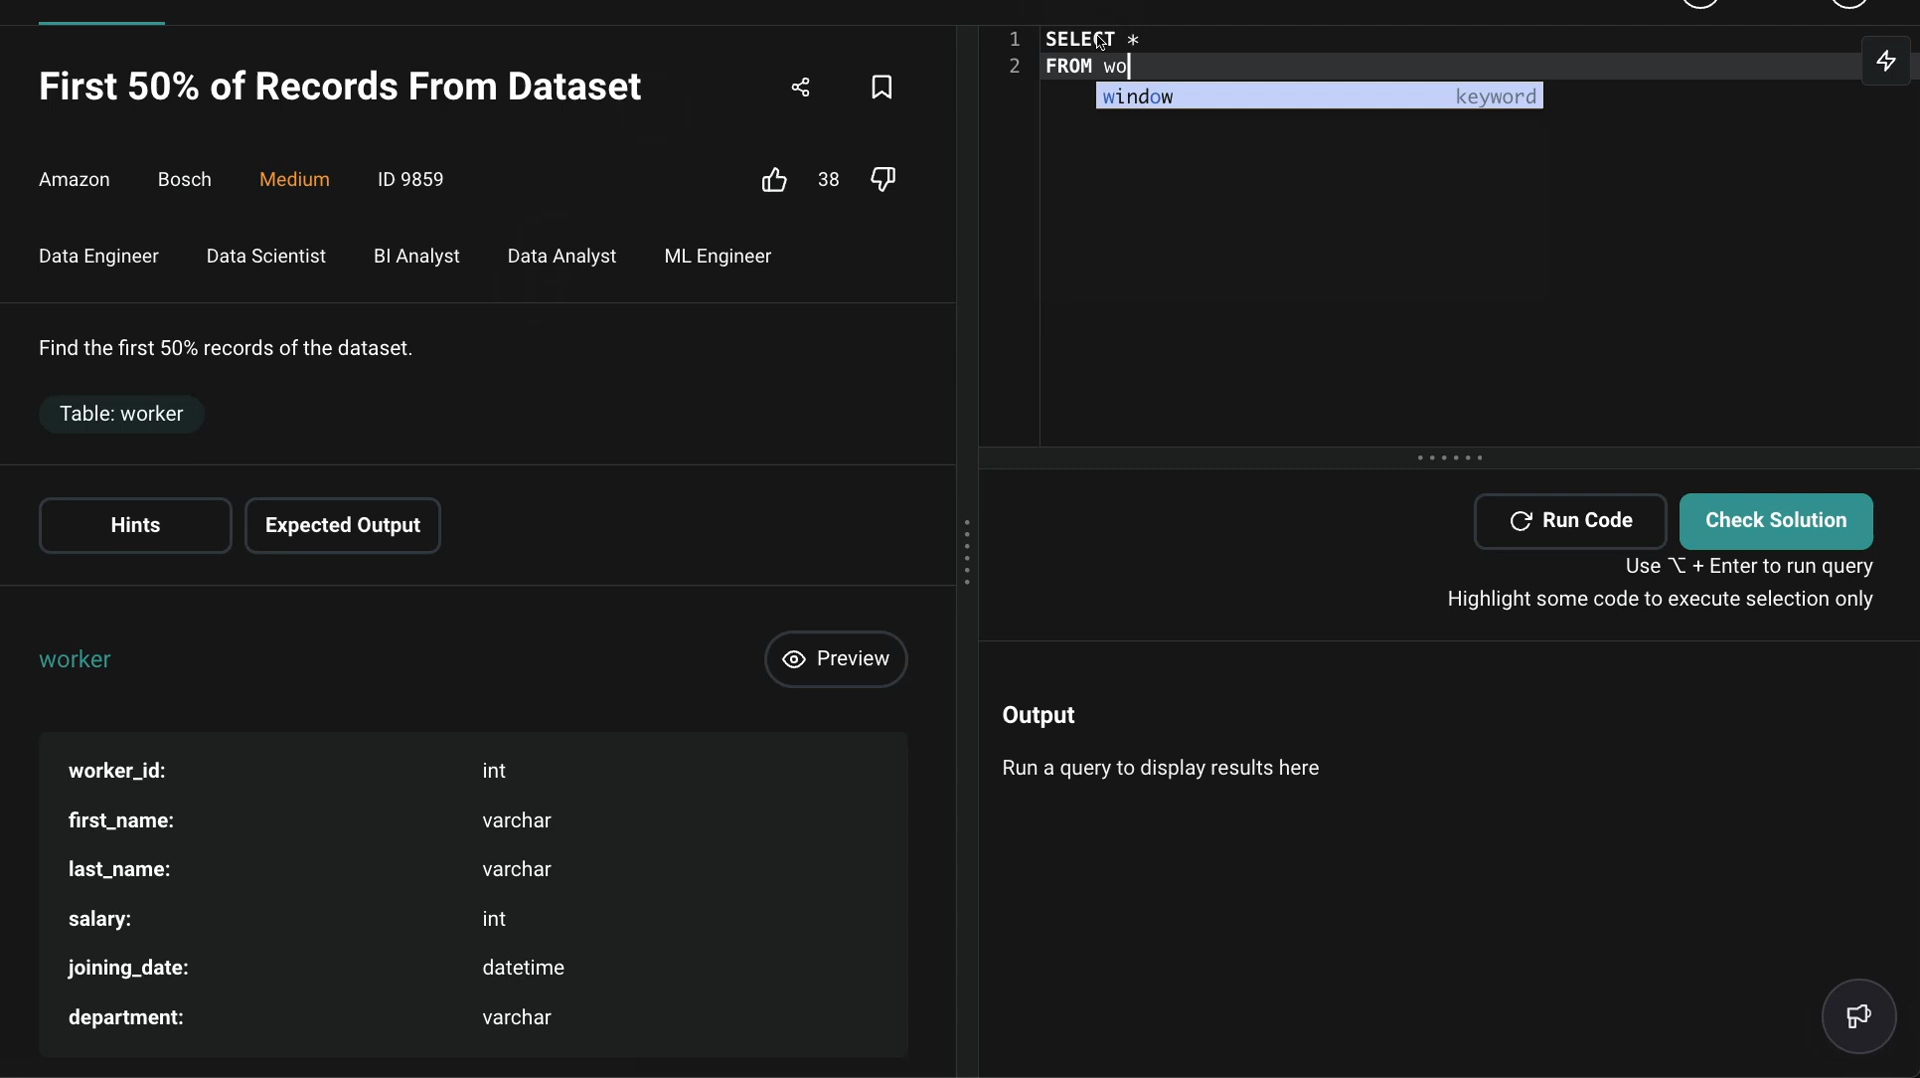 First 50% of Records From Dataset
Amazon Bosch Medium ID 9859 38
Data Engineer Data Scientist BI Analyst Data Analyst ML Engineer
Find the first 50% records of the dataset.
Table: worker
Hints Expected Output
worker Preview
worker_id: int
first_name: varchar
last_name: varchar
salary: int
joining_date: datetime
department: varchar
1 SELECT *
2 FROM wo
window keyword
Run Code Check Solution
Use ⌥ + Enter to run query
Highlight some code to execute selection only
Output
Run a query to display results here